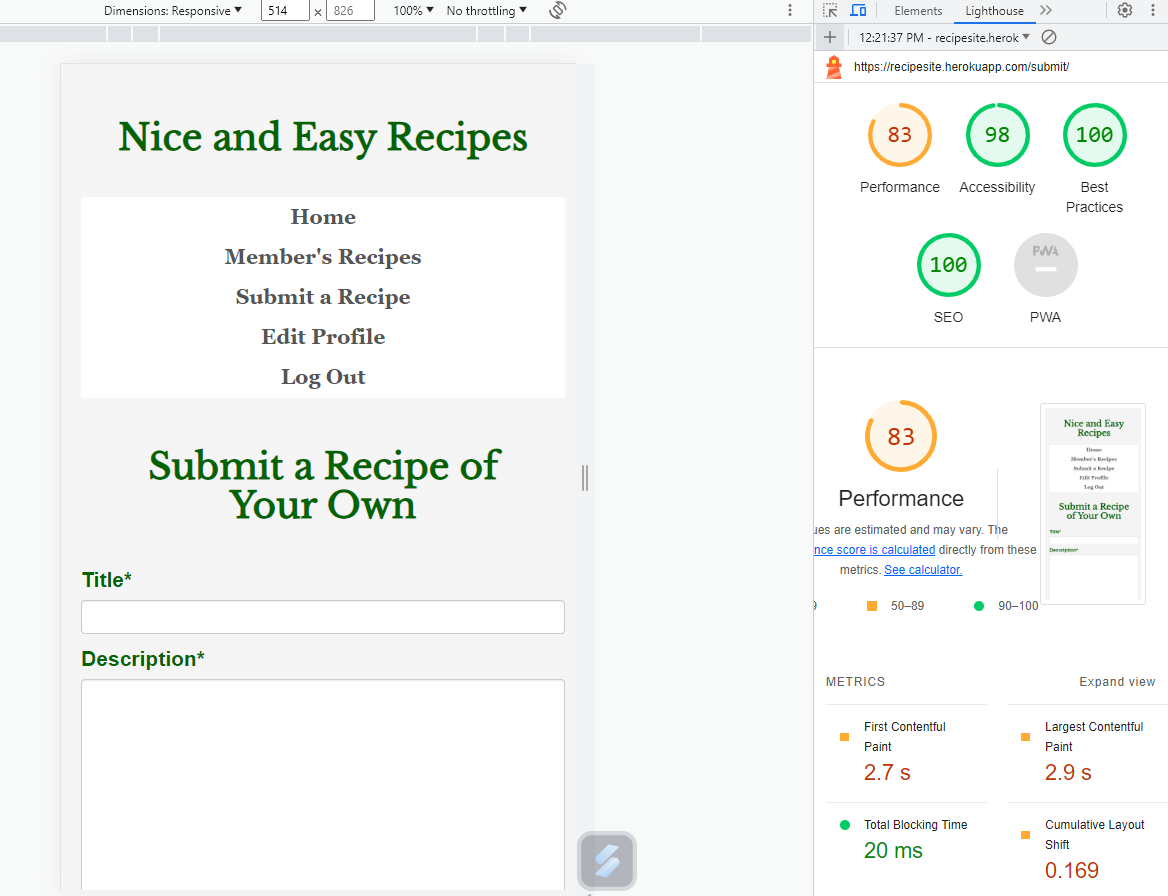 Dimensions: Responsive ▼ 514 × 826 100% ▼ No throttling ▼
Elements Lighthouse
12:21:37 PM - recipesite.herok ▼
https://recipesite.herokuapp.com/submit/
Nice and Easy Recipes
Home
Member's Recipes
Submit a Recipe
Edit Profile
Log Out
Submit a Recipe of
Your Own
Title*
Description*
83
Performance
98
Accessibility
100
Best
Practices
100
SEO
PWA
PWA
83
Performance
ues are estimated and may vary. The
nce score is calculated directly from these
metrics. See calculator.
9 50–89 90–100
Nice and Easy
Recipes
Home
Member's Recipes
Submit a Recipe
Edit Profile
Log Out
Submit a Recipe
of Your Own
Title*
Description*
METRICS Expand view
First Contentful
Paint
2.7 s
Largest Contentful
Paint
2.9 s
Total Blocking Time
20 ms
Cumulative Layout
Shift
0.169